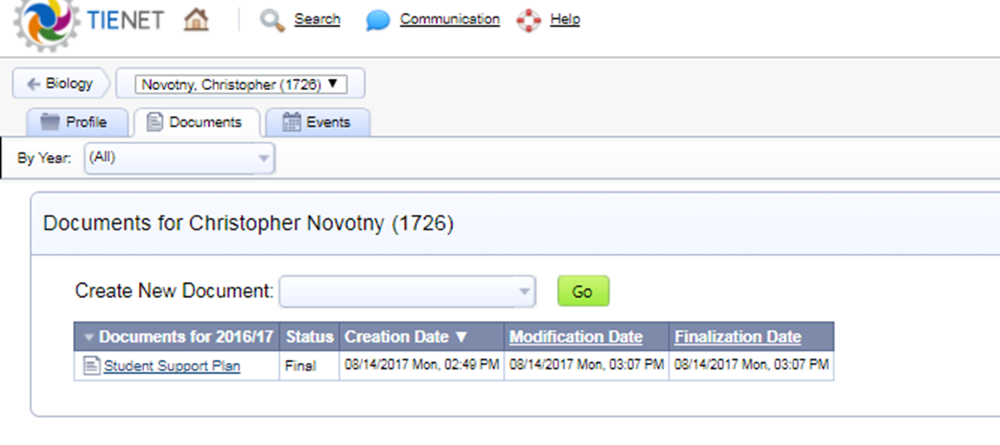 TIENET Search Communication Help
Biology Novotny, Christopher (1726) ▼
Profile Documents Events
By Year: (All)
Documents for Christopher Novotny (1726)
Create New Document: Go
Documents for 2016/17 Status Creation Date ▼ Modification Date Finalization Date
Student Support Plan Final 08/14/2017 Mon, 02:49 PM 08/14/2017 Mon, 03:07 PM 08/14/2017 Mon, 03:07 PM